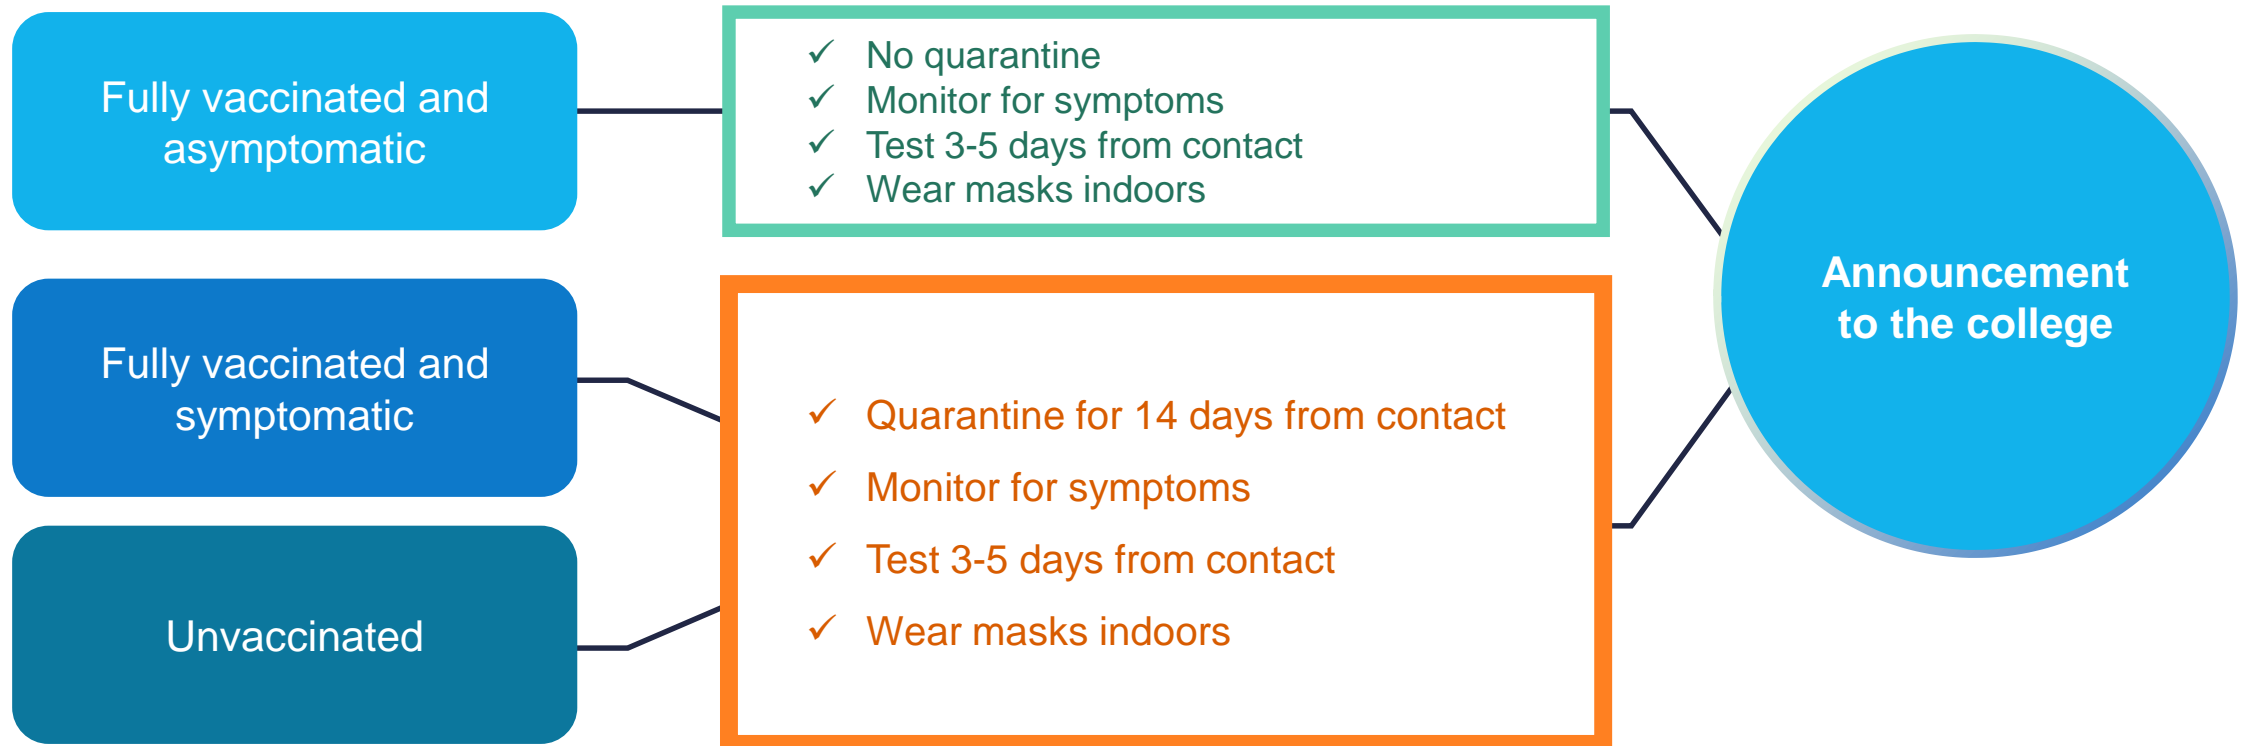 Fully vaccinated and
asymptomatic
✓ No quarantine
✓ Monitor for symptoms
✓ Test 3-5 days from contact
✓ Wear masks indoors
Fully vaccinated and
symptomatic
Unvaccinated
✓ Quarantine for 14 days from contact
✓ Monitor for symptoms
✓ Test 3-5 days from contact
✓ Wear masks indoors
Announcement
to the college